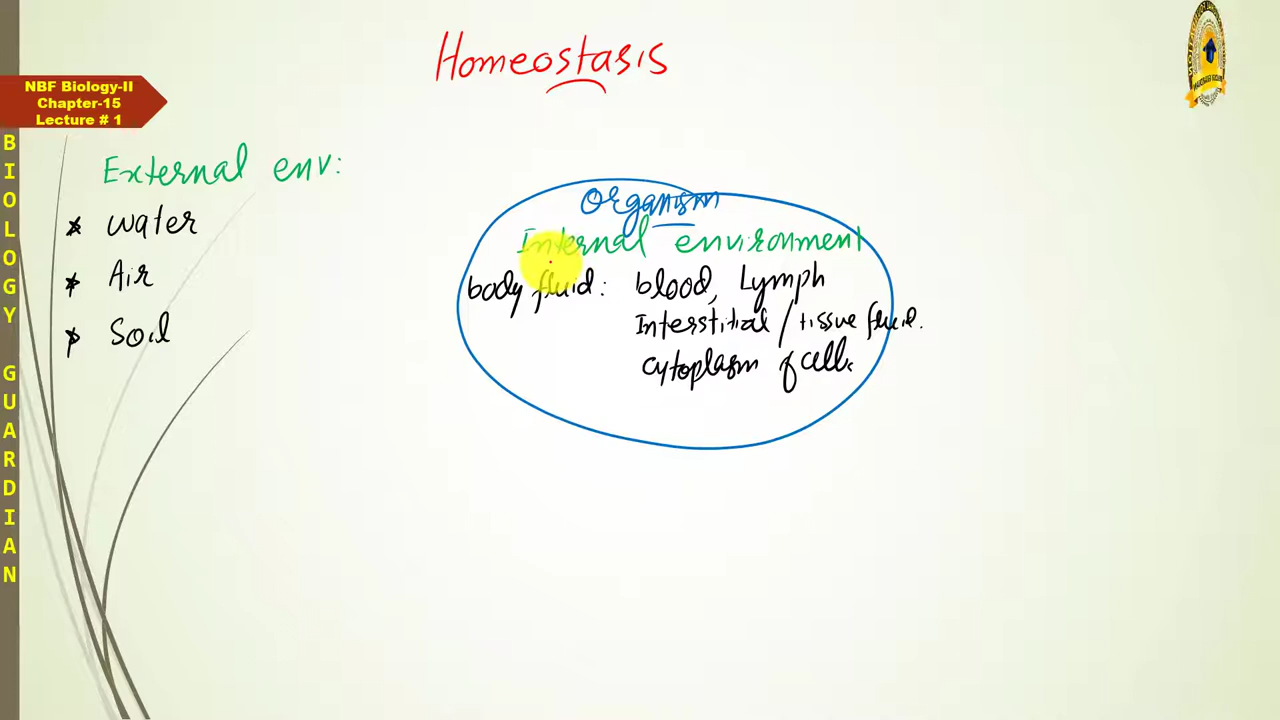 Homeostasis
NBF Biology-II
Chapter-15
Lecture # 1
BIOLOGY GUARDIAN
External env:
* water
* Air
* Soil
Organism
Internal environment
body fluid: blood, Lymph
Interstitial / tissue fluid.
Cytoplasm of cells